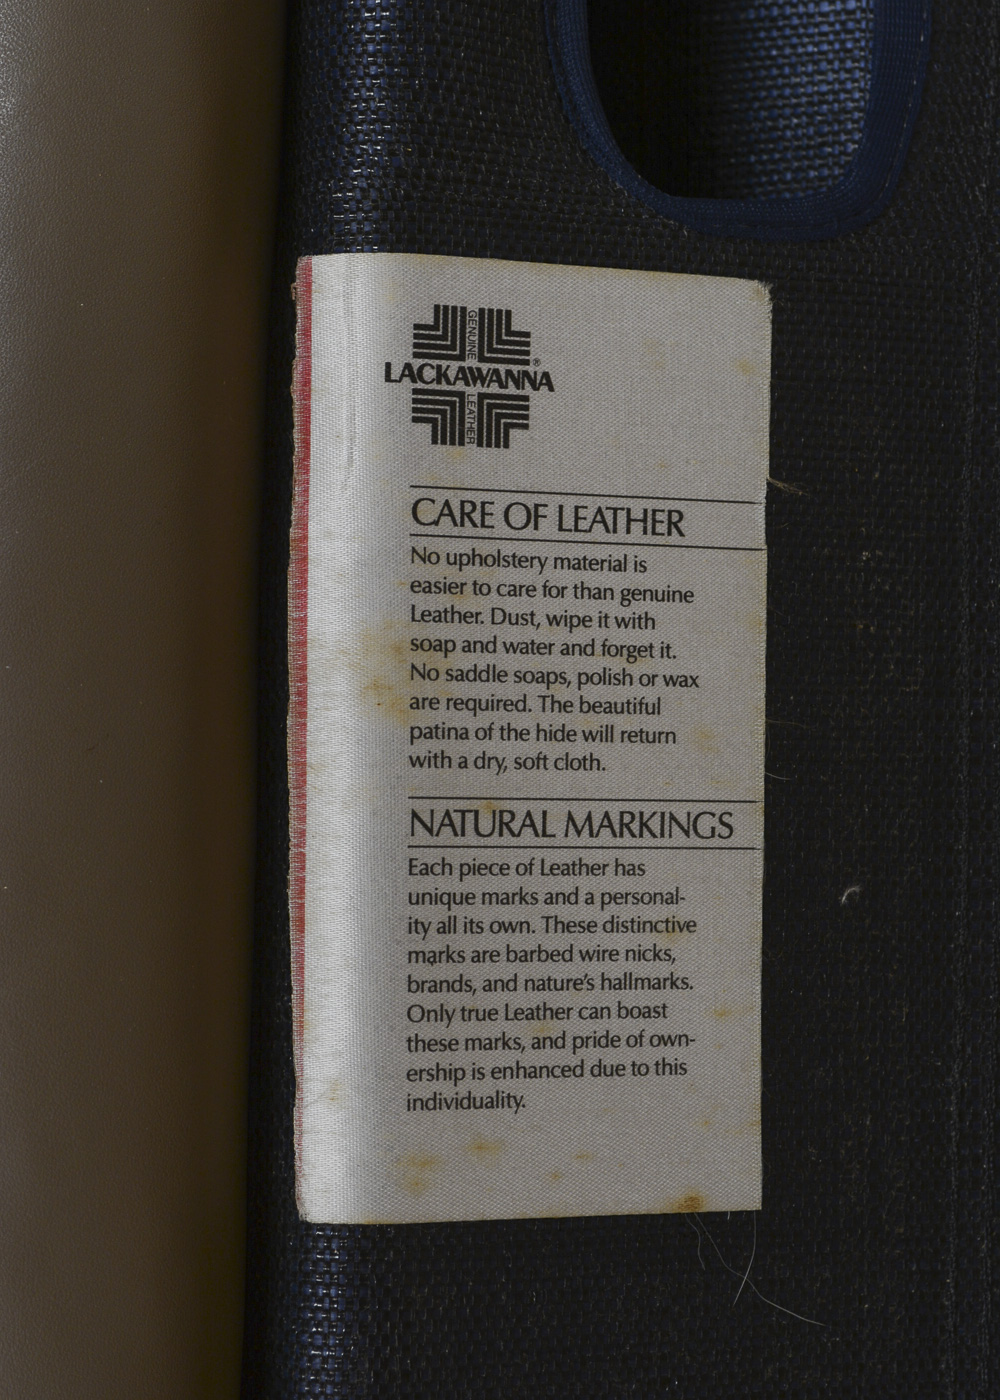 GENUINE
LACKAWANNA®
LEATHER
CARE OF LEATHER
No upholstery material is
easier to care for than genuine
Leather. Dust, wipe it with
soap and water and forget it.
No saddle soaps, polish or wax
are required. The beautiful
patina of the hide will return
with a dry, soft cloth.
NATURAL MARKINGS
Each piece of Leather has
unique marks and a personal-
ity all its own. These distinctive
marks are barbed wire nicks,
brands, and nature's hallmarks.
Only true Leather can boast
these marks, and pride of own-
ership is enhanced due to this
individuality.